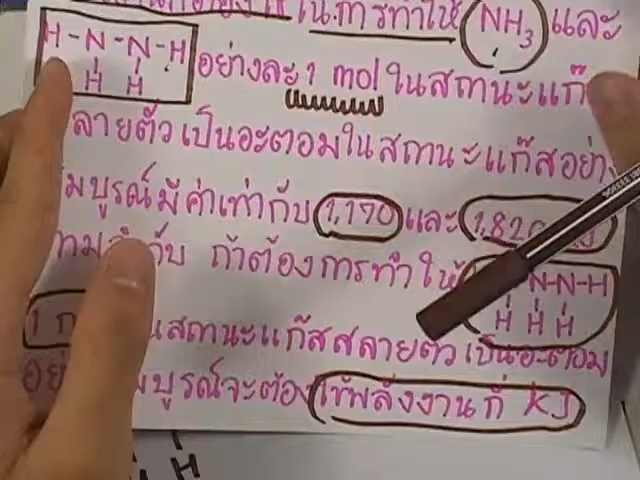 ในการทำให้ NH3 และ
H-N-N-H อย่างละ 1 mol ในสถานะแก๊
H H
ลายตัวเป็นอะตอมในสถานะแก๊สอย่า
มบูรณ์มีค่าเท่ากับ 1,170 และ 1,820
ถ้าต้องการทำให้ N-N-H
H H H
ในสถานะแก๊สสลายตัวเป็นอะตอม
มบูรณ์จะต้องใช้พลังงานกี่ KJ
H